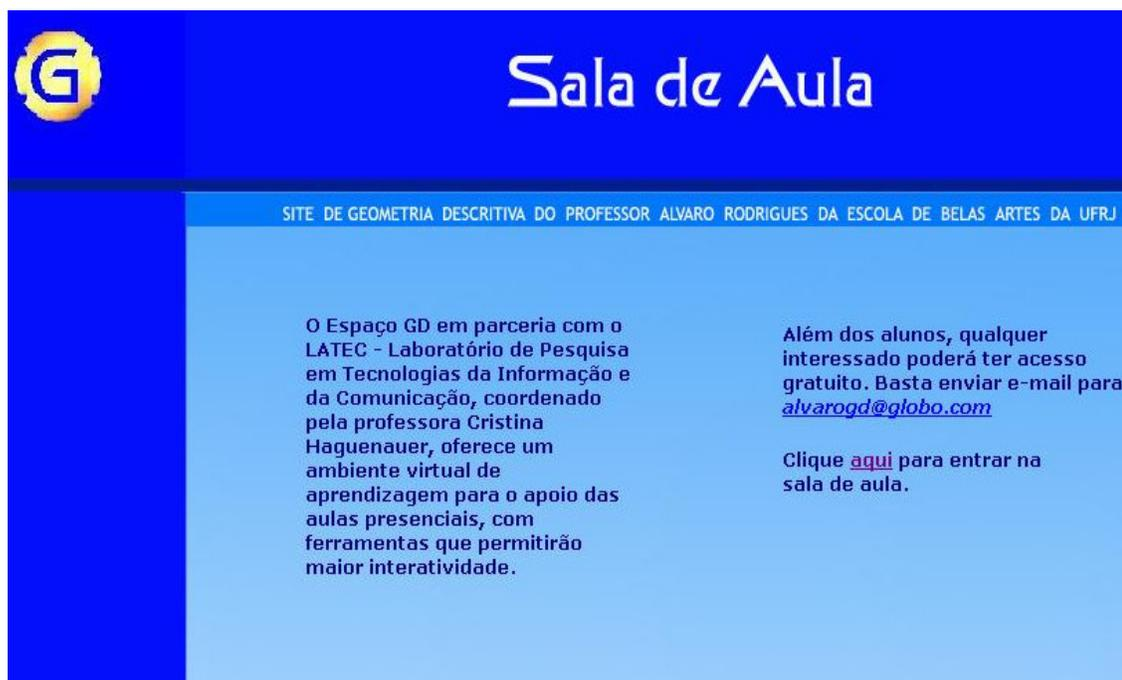 G
Sala de Aula
SITE DE GEOMETRIA DESCRITIVA DO PROFESSOR ALVARO RODRIGUES DA ESCOLA DE BELAS ARTES DA UFRJ
O Espaço GD em parceria com o
LATEC - Laboratório de Pesquisa
em Tecnologias da Informação e
da Comunicação, coordenado
pela professora Cristina
Haguenauer, oferece um
ambiente virtual de
aprendizagem para o apoio das
aulas presenciais, com
ferramentas que permitirão
maior interatividade.
Além dos alunos, qualquer
interessado poderá ter acesso
gratuito. Basta enviar e-mail para
alvarogd@globo.com
Clique aqui para entrar na
sala de aula.